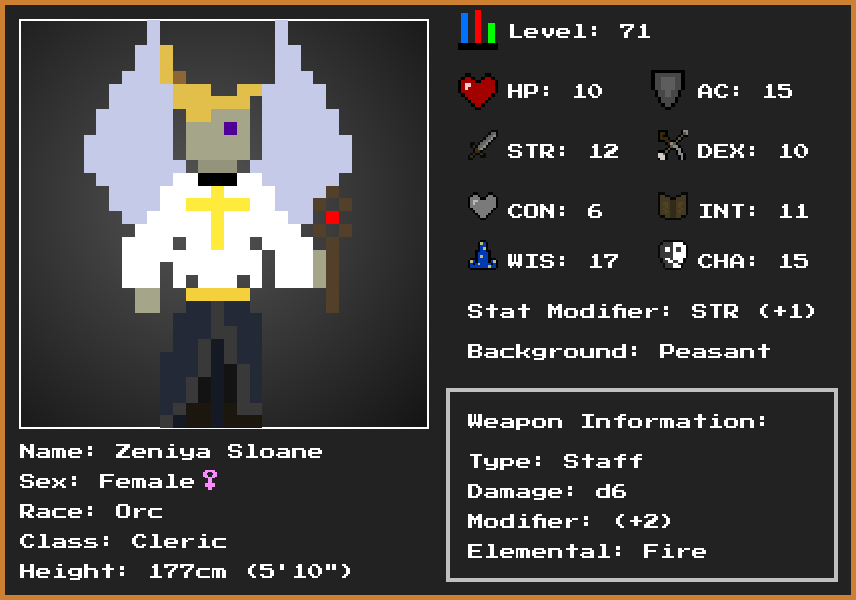 Level: 71
HP: 10
AC: 15
STR: 12
DEX: 10
CON: 6
INT: 11
WIS: 17
CHA: 15
Stat Modifier: STR (+1)
Background: Peasant
Weapon Information:
Type: Staff
Damage: d6
Modifier: (+2)
Elemental: Fire
Name: Zeniya Sloane
Sex: Female♀
Race: Orc
Class: Cleric
Height: 177cm (5'10")